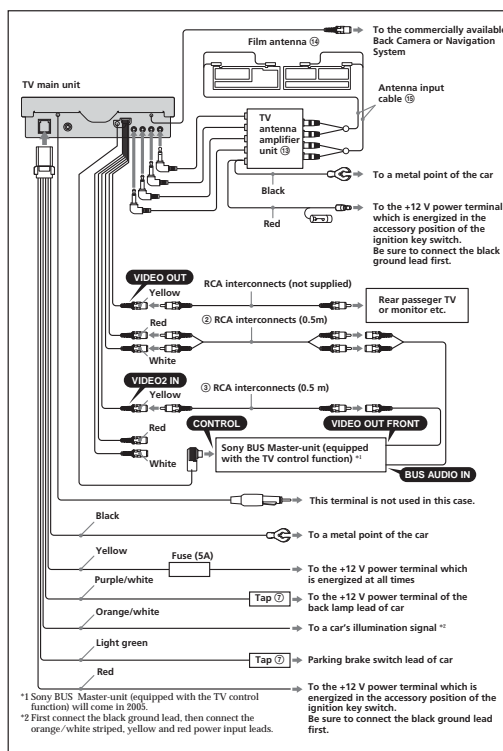 To the commercially available
Back Camera or Navigation
System
Film antenna ⑭
TV main unit
Antenna input
cable ⑮
TV
antenna
amplifier
unit ⑬
Black
To a metal point of the car
Red
To the +12 V power terminal
which is energized in the
accessory position of the
ignition key switch.
Be sure to connect the black
ground lead first.
VIDEO OUT
Yellow
RCA interconnects (not supplied)
Rear passeger TV
or monitor etc.
Red
② RCA interconnects (0.5m)
White
VIDEO2 IN
Yellow
③ RCA interconnects (0.5 m)
Red
White
CONTROL
VIDEO OUT FRONT
Sony BUS Master-unit (equipped
with the TV control function) *1
BUS AUDIO IN
This terminal is not used in this case.
Black
To a metal point of the car
Yellow
Fuse (5A)
To the +12 V power terminal which
is energized at all times
Purple/white
Tap ⑦
To the +12 V power terminal of the
back lamp lead of car
Orange/white
To a car's illumination signal *2
Light green
Tap ⑦
Parking brake switch lead of car
Red
To the +12 V power terminal which is
energized in the accessory position of the
ignition key switch.
Be sure to connect the black ground lead
first.
*1 Sony BUS Master-unit (equipped with the TV control
function) will come in 2005.
*2 First connect the black ground lead, then connect the
orange/white striped, yellow and red power input leads.